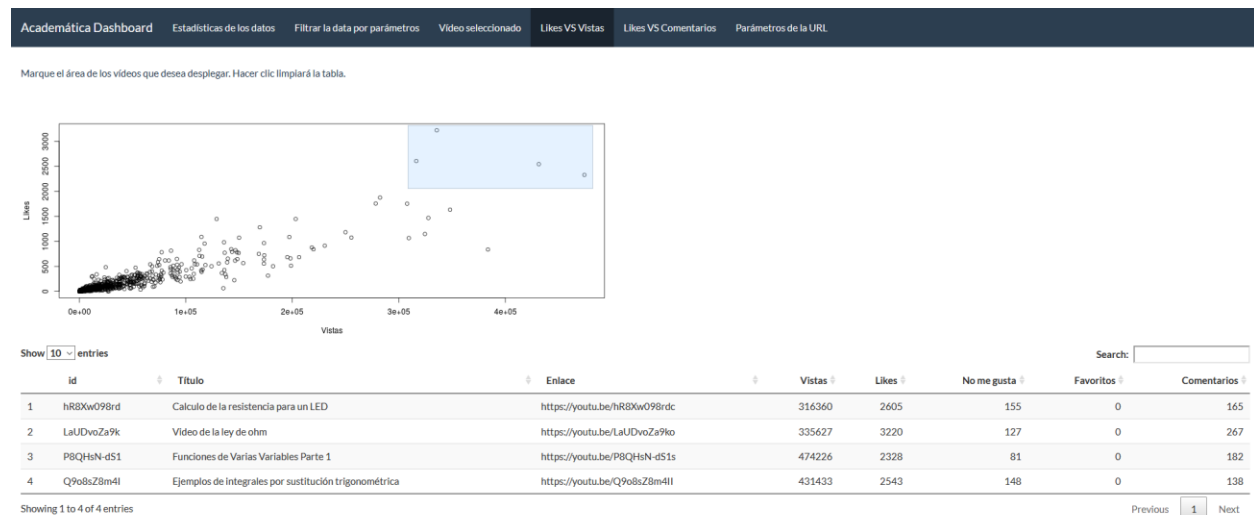 Academática Dashboard Estadísticas de los datos Filtrar la data por parámetros Vídeo seleccionado Likes VS Vistas Likes VS Comentarios Parámetros de la URL
Marque el área de los vídeos que desea desplegar. Hacer clic limpiará la tabla.
3000
2500
2000
1500
1000
500
0
Likes
0e+00 1e+05 2e+05 3e+05 4e+05
Vistas
Show 10 entries Search:
id Título Enlace Vistas Likes No me gusta Favoritos Comentarios
1 hR8Xw098rd Calculo de la resistencia para un LED https://youtu.be/hR8Xw098rdc 316360 2605 155 0 165
2 LaUDvoZa9k Video de la ley de ohm https://youtu.be/LaUDvoZa9ko 335627 3220 127 0 267
3 P8QHsN-dS1 Funciones de Varias Variables Parte 1 https://youtu.be/P8QHsN-dS1s 474226 2328 81 0 182
4 Q9o8sZ8m4I Ejemplos de integrales por sustitución trigonométrica https://youtu.be/Q9o8sZ8m4II 431433 2543 148 0 138
Showing 1 to 4 of 4 entries Previous 1 Next